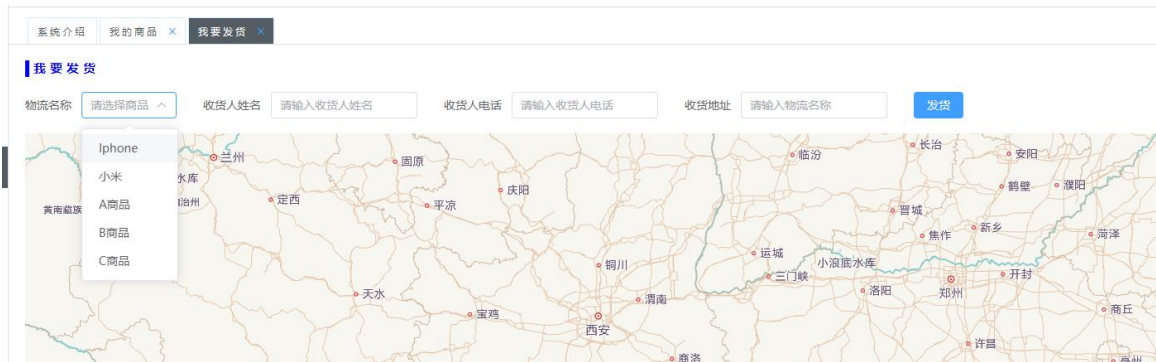 系统介绍 我的商品 × 我要发货 ×
我要发货
物流名称 请选择商品 收货人姓名 请输入收货人姓名 收货人电话 请输入收货人电话 收货地址 请输入物流名称 发货
Iphone
小米
A商品
B商品
C商品
兰州
固原
临汾
长治
安阳
水库
庆阳
鹤壁
濮阳
黄南藏族
治州
定西
平凉
晋城
焦作
新乡
菏泽
运城
小浪底水库
铜川
三门峡
开封
天水
渭南
洛阳
郑州
宝鸡
西安
商丘
许昌
商洛
亳州